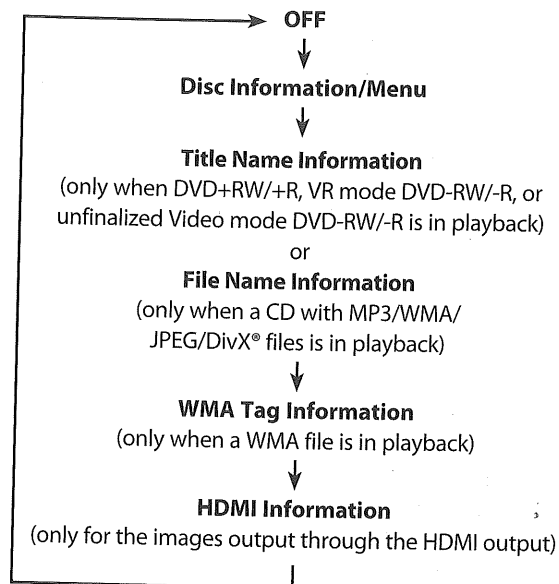 OFF
Disc Information/Menu
Title Name Information
(only when DVD+RW/+R, VR mode DVD-RW/-R, or
unfinalized Video mode DVD-RW/-R is in playback)
or
File Name Information
(only when a CD with MP3/WMA/
JPEG/DivX® files is in playback)
WMA Tag Information
(only when a WMA file is in playback)
HDMI Information
(only for the images output through the HDMI output)